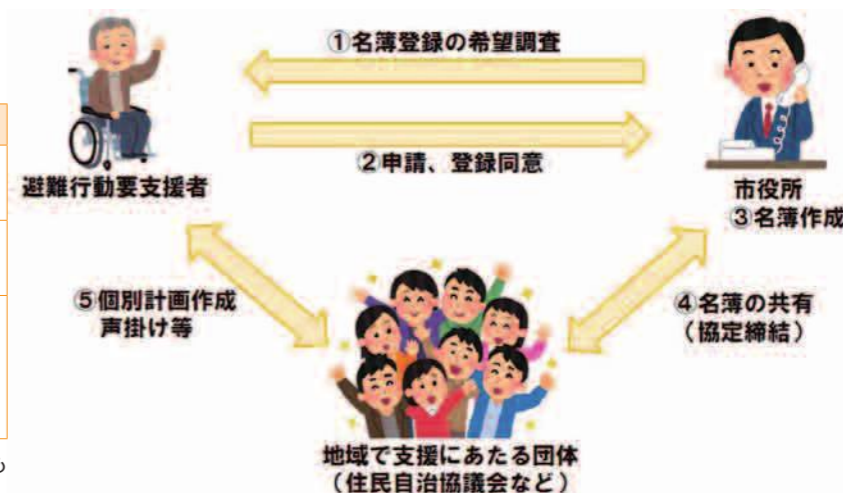 ①名簿登録の希望調査
②申請、登録同意
避難行動要支援者
市役所
③名簿作成
④名簿の共有
（協定締結）
⑤個別計画作成
声掛け等
地域で支援にあたる団体
（住民自治協議会など）